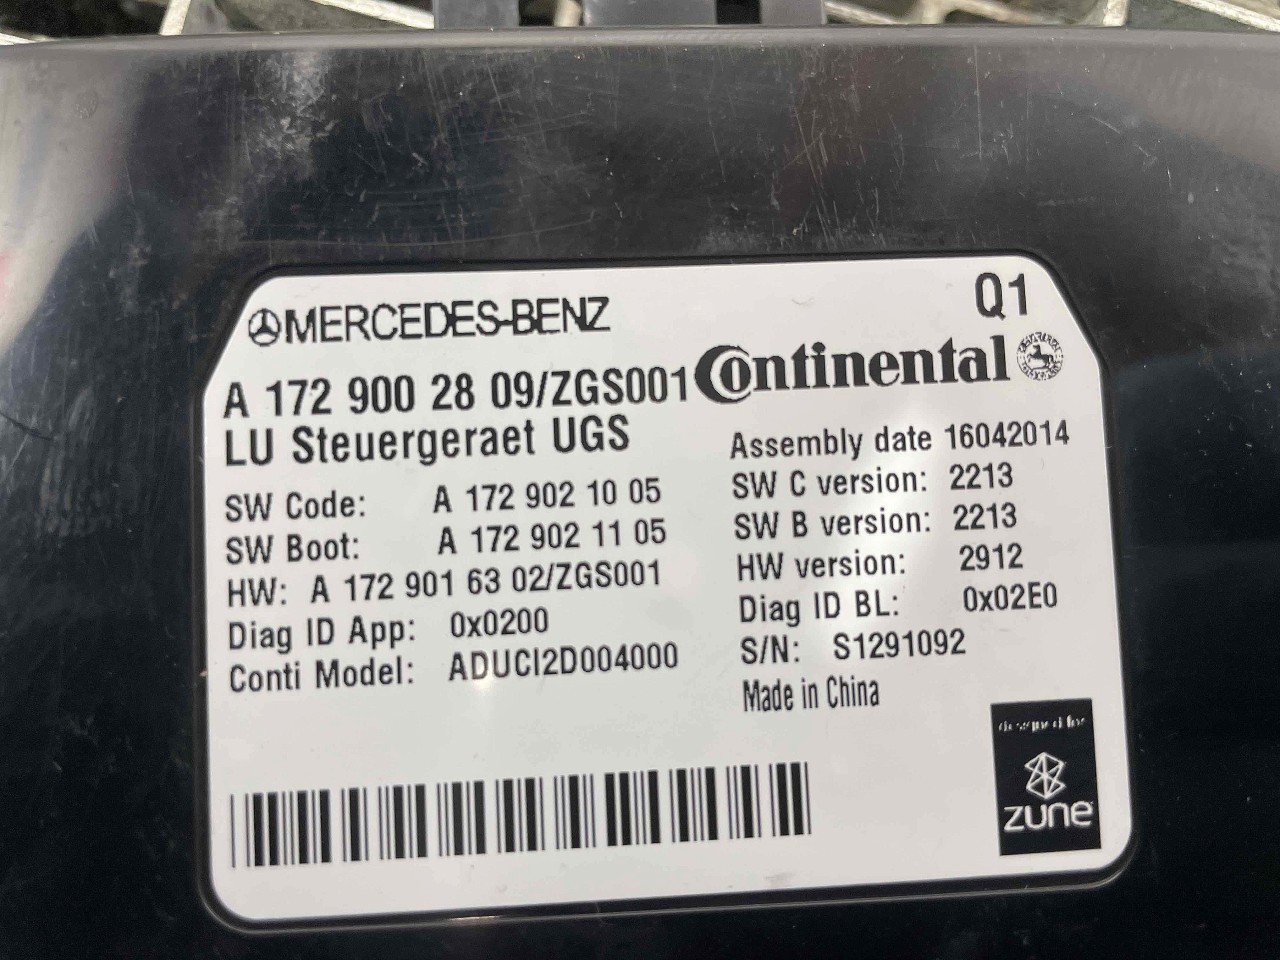 Q1
MERCEDES-BENZ
Continental
A 172 900 28 09/ZGS001
LU Steuergeraet UGS
SW Code: A 172 902 10 05
SW Boot: A 172 902 11 05
HW: A 172 901 63 02/ZGS001
Diag ID App: 0x0200
Conti Model: ADUCI2D004000
Assembly date 16042014
SW C version: 2213
SW B version: 2213
HW version: 2912
Diag ID BL: 0x02E0
S/N: S1291092
Made in China
designed for
zune